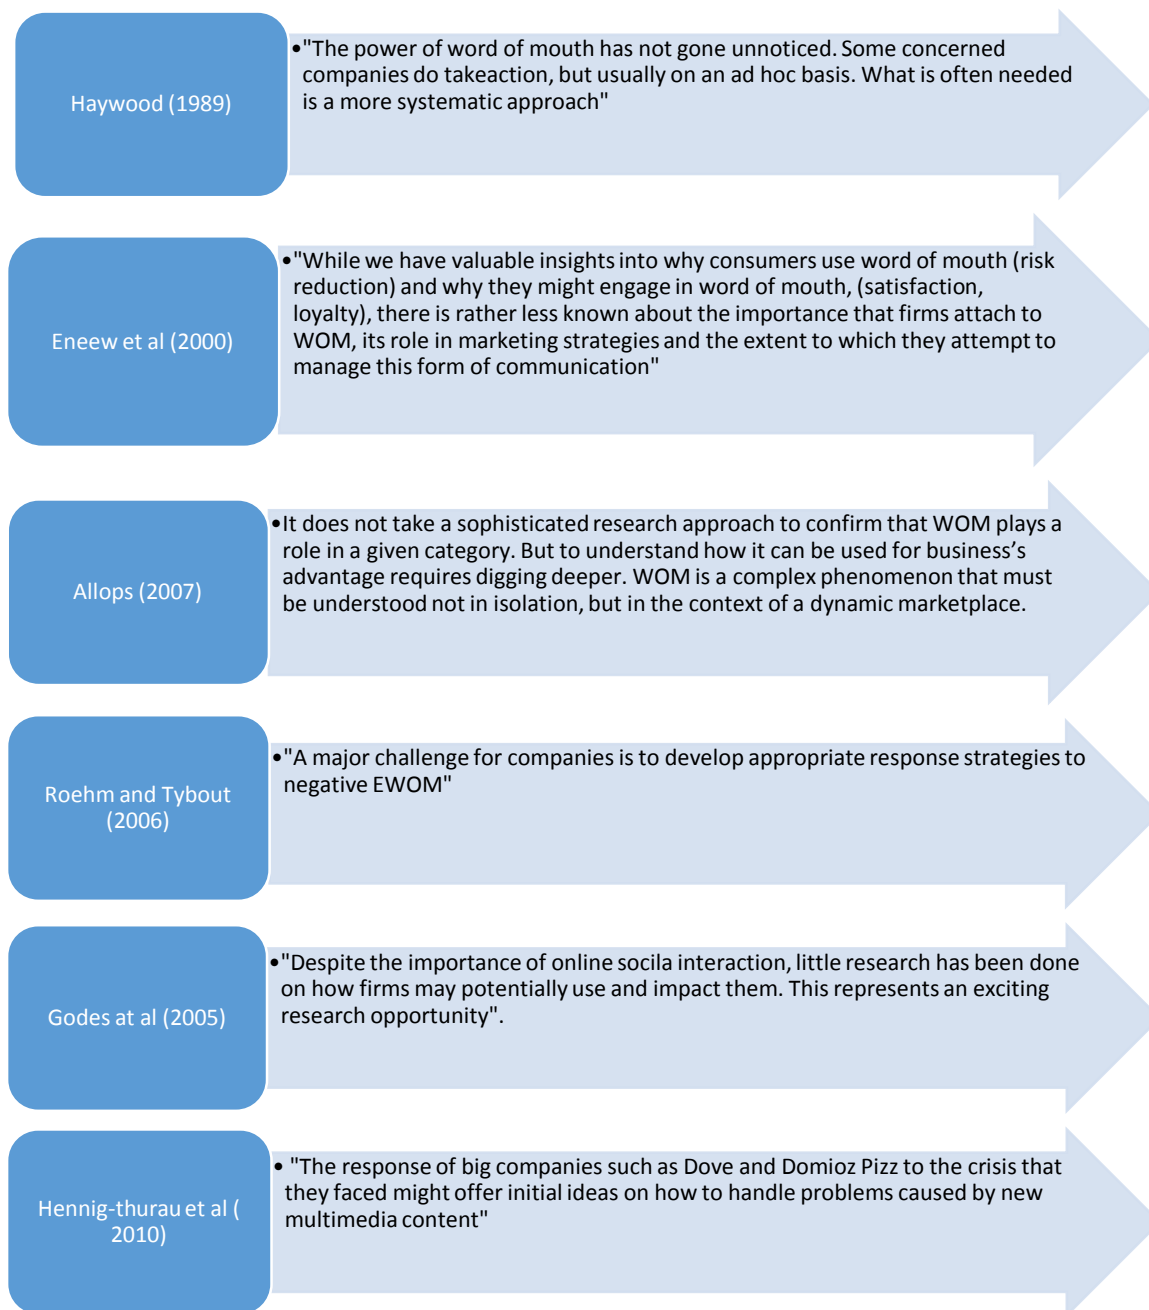 Haywood (1989)
•"The power of word of mouth has not gone unnoticed. Some concerned
companies do takeaction, but usually on an ad hoc basis. What is often needed
is a more systematic approach"
Eneew et al (2000)
•"While we have valuable insights into why consumers use word of mouth (risk
reduction) and why they might engage in word of mouth, (satisfaction,
loyalty), there is rather less known about the importance that firms attach to
WOM, its role in marketing strategies and the extent to which they attempt to
manage this form of communication"
Allops (2007)
•It does not take a sophisticated research approach to confirm that WOM plays a
role in a given category. But to understand how it can be used for business’s
advantage requires digging deeper. WOM is a complex phenomenon that must
be understood not in isolation, but in the context of a dynamic marketplace.
Roehm and Tybout
(2006)
•"A major challenge for companies is to develop appropriate response strategies to
negative EWOM"
Godes at al (2005)
•"Despite the importance of online socila interaction, little research has been done
on how firms may potentially use and impact them. This represents an exciting
research opportunity".
Hennig-thurau et al (
2010)
• "The response of big companies such as Dove and Domioz Pizz to the crisis that
they faced might offer initial ideas on how to handle problems caused by new
multimedia content"